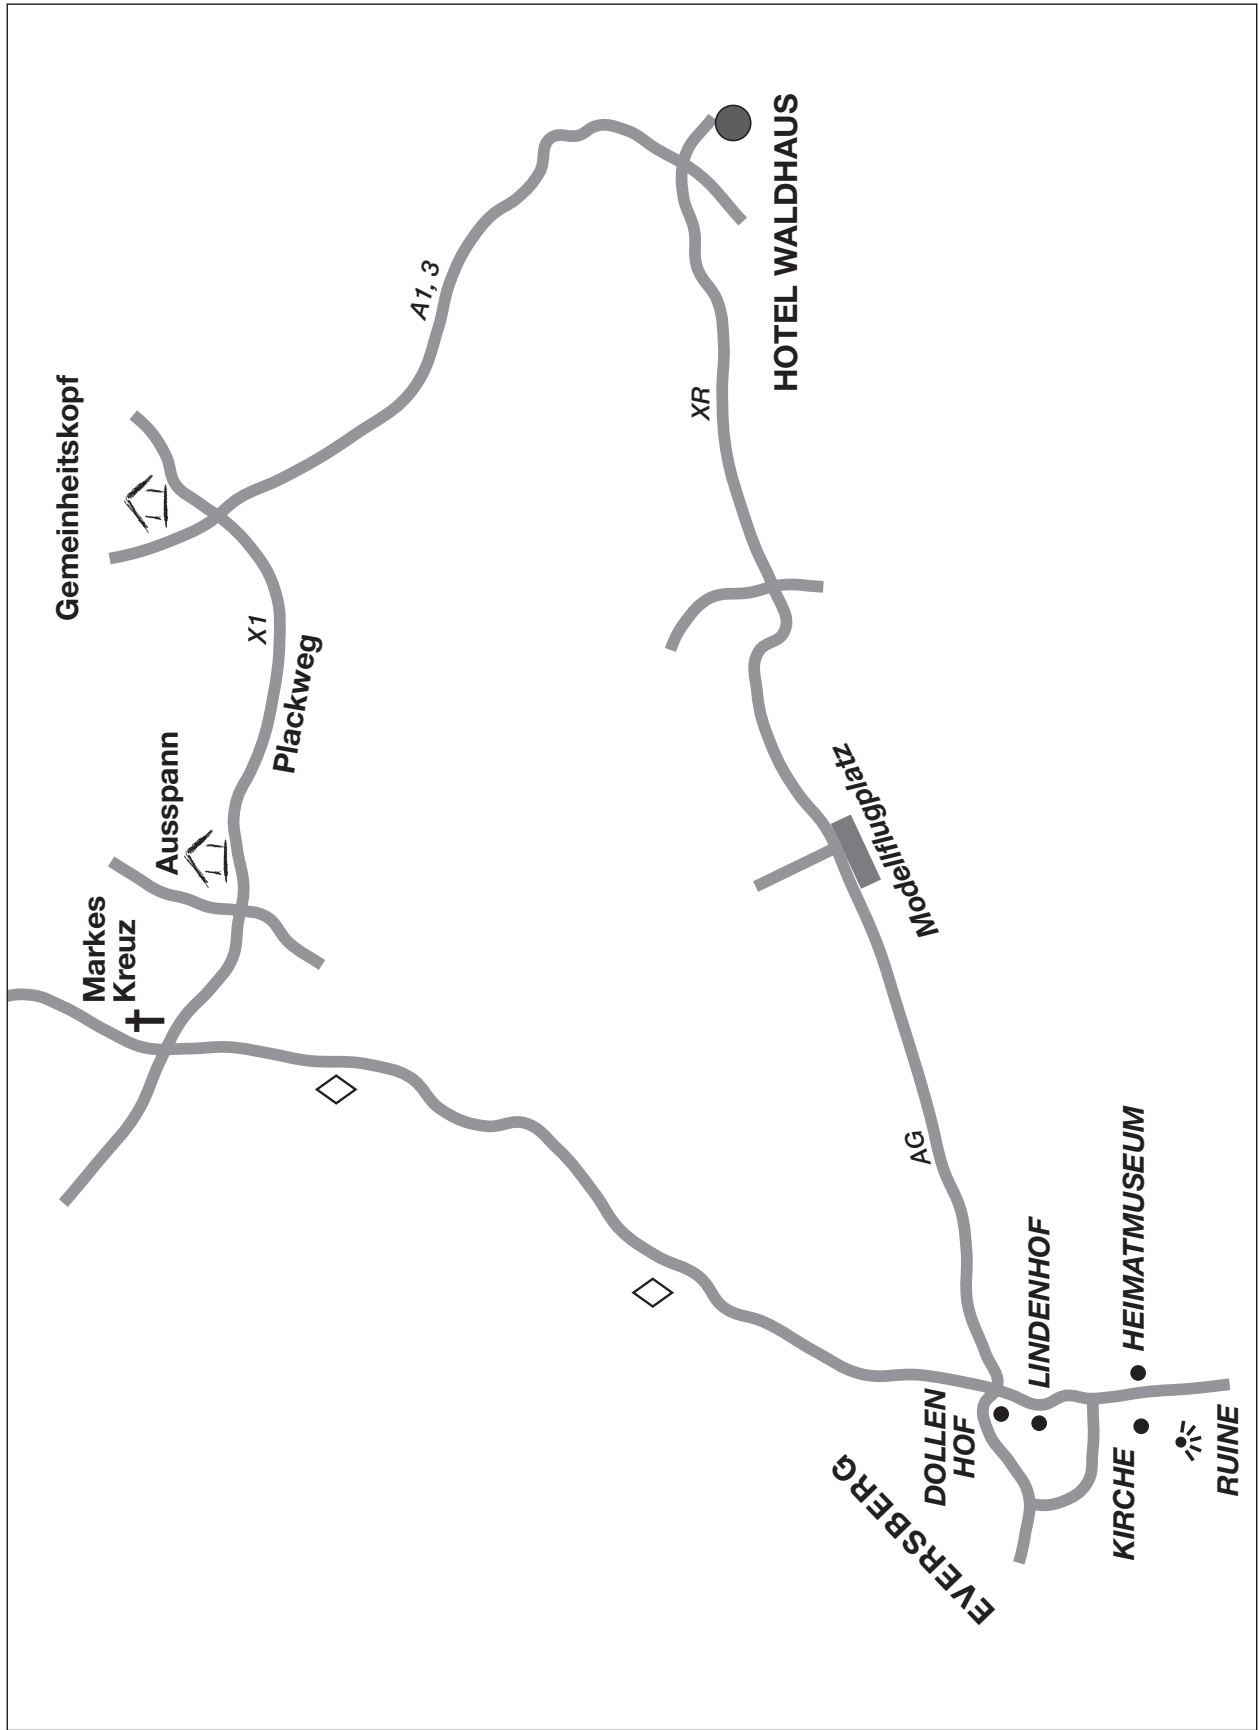 Gemeinheitskopf
Markes
Kreuz
Ausspann
X1
Plackweg
A1, 3
XR
HOTEL WALDHAUS
Modellflugplatz
AG
EVERSBERG
DOLLEN
HOF
LINDENHOF
KIRCHE
HEIMATMUSEUM
RUINE